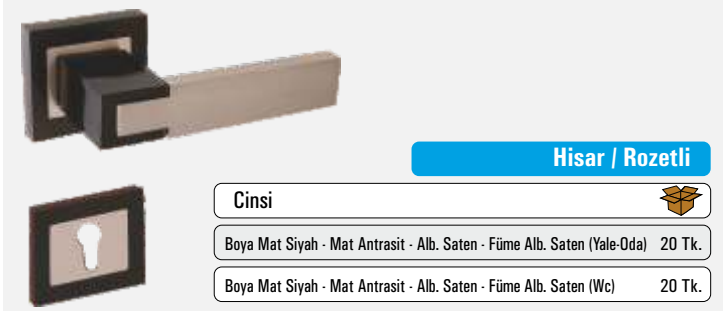 Hisar / Rozetli
Cinsi
Boya Mat Siyah - Mat Antrasit - Alb. Saten - Füme Alb. Saten (Yale-Oda) 20 Tk.
Boya Mat Siyah - Mat Antrasit - Alb. Saten - Füme Alb. Saten (Wc) 20 Tk.